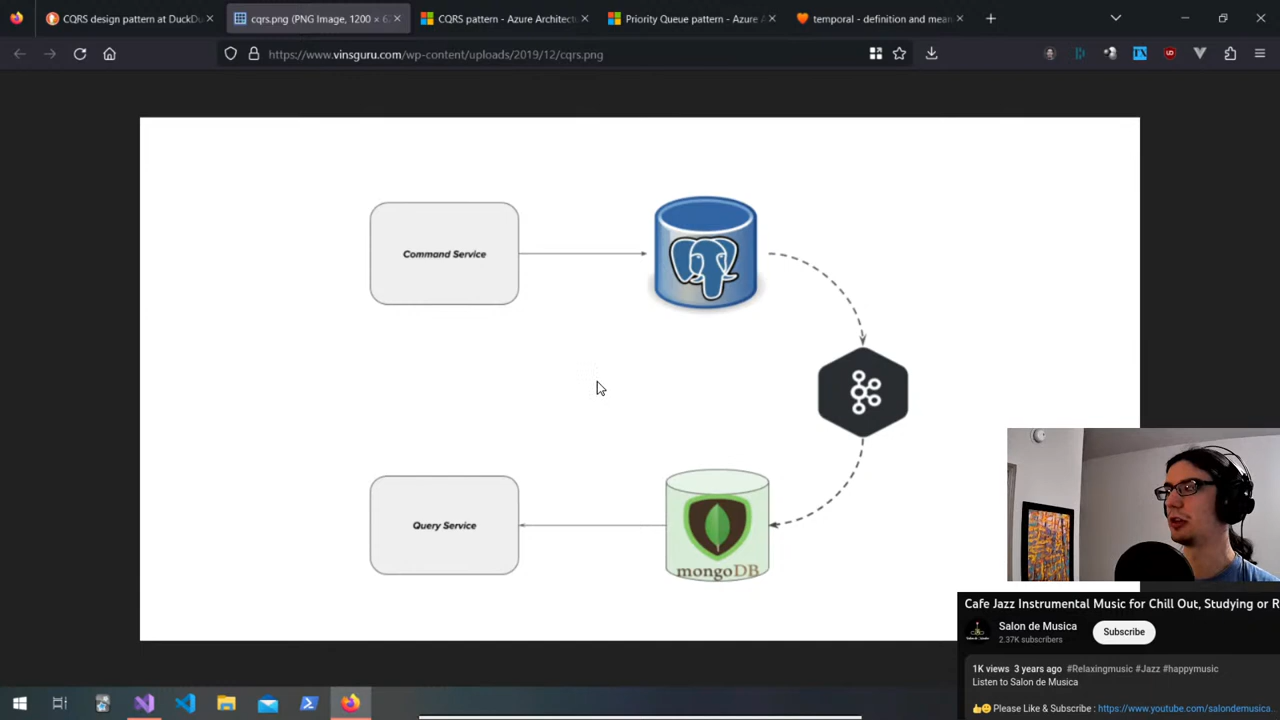 CQRS design pattern at DuckDu
cqrs.png (PNG Image, 1200 × 6
CQRS pattern - Azure Architectu
Priority Queue pattern - Azure A
temporal - definition and mean
https://www.vinsguru.com/wp-content/uploads/2019/12/cqrs.png
Command Service
Query Service
mongoDB
Cafe Jazz Instrumental Music for Chill Out, Studying or R
Salon de Musica
2.37K subscribers
Subscribe
1K views 3 years ago #Relaxingmusic #Jazz #happymusic
Listen to Salon de Musica
Please Like & Subscribe : https://www.youtube.com/salondemusica...